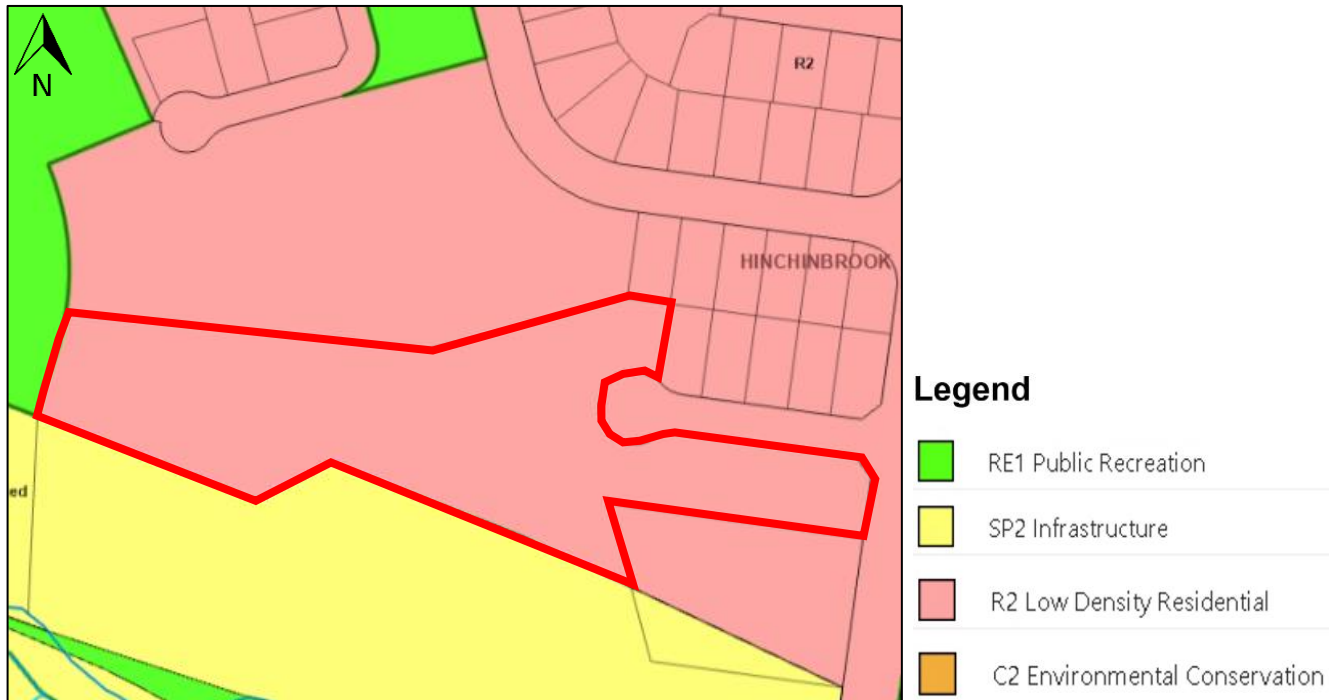 N
R2
HINCHINBROOK
ed
Legend
RE1 Public Recreation
SP2 Infrastructure
R2 Low Density Residential
C2 Environmental Conservation